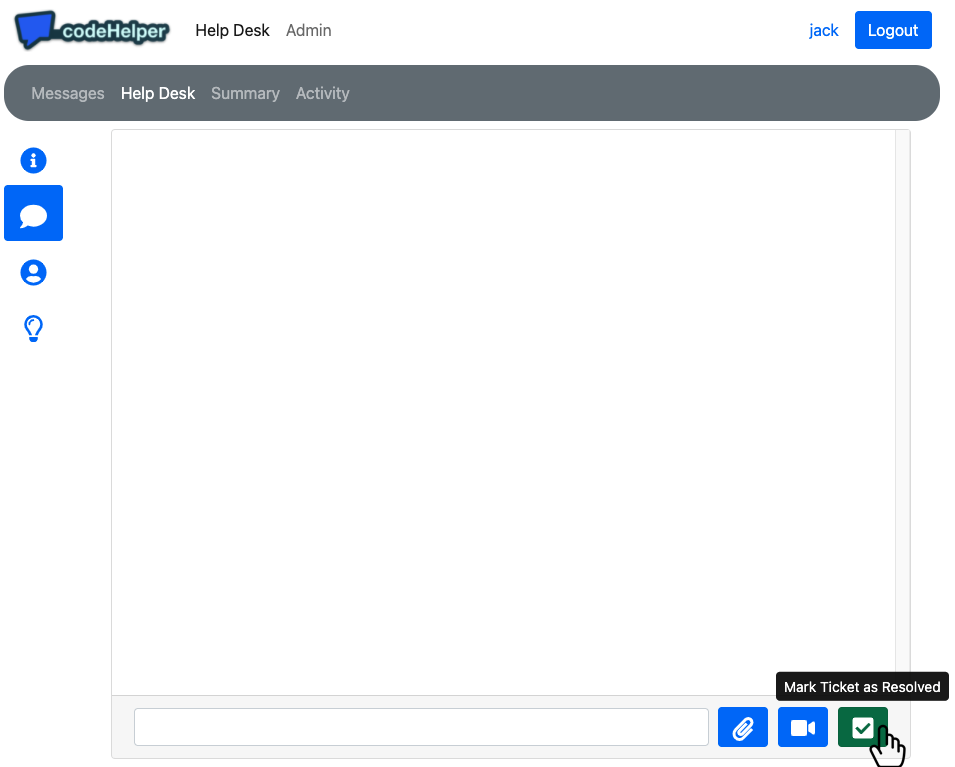 codeHelper
Help Desk Admin
jack Logout
Messages Help Desk Summary Activity
Mark Ticket as Resolved